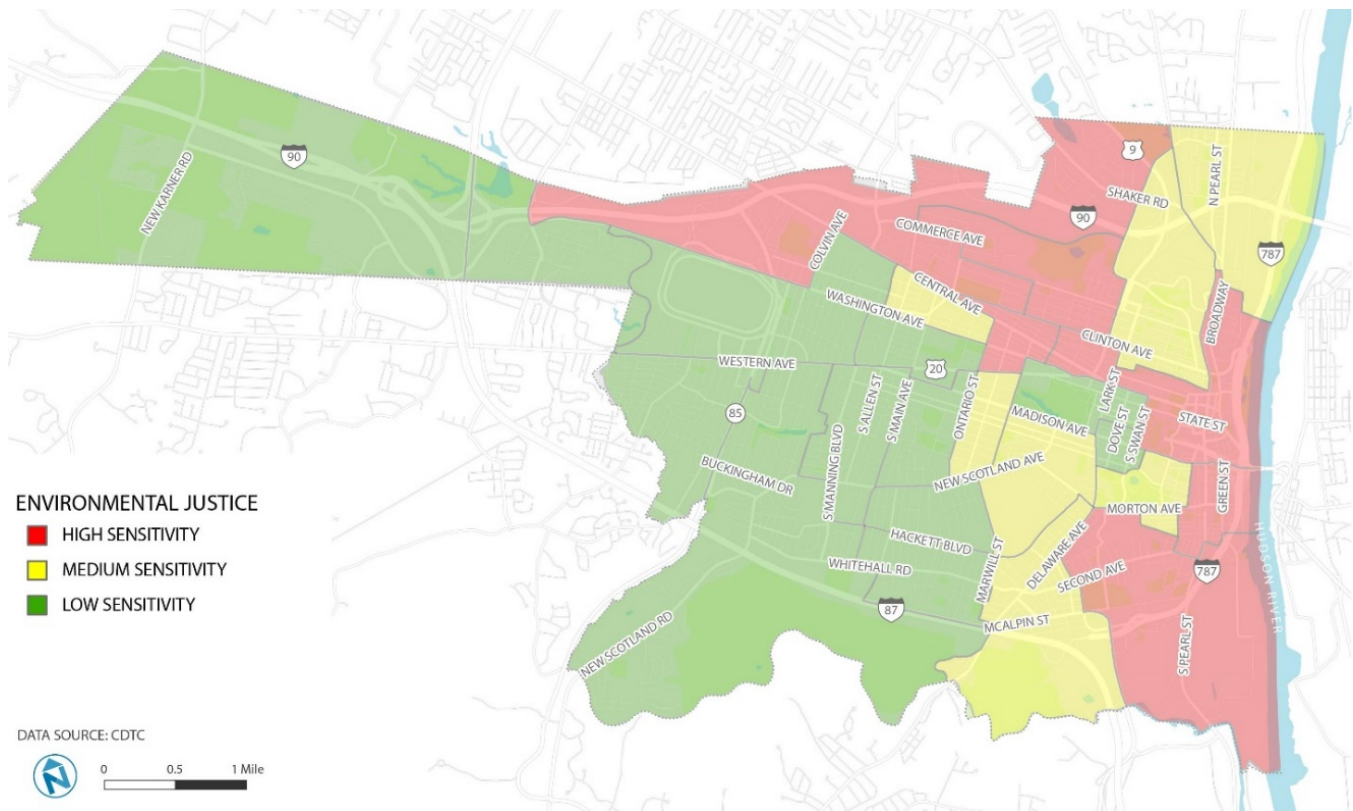 90
NEW KARNER RD
9
N PEARL ST
SHAKER RD
90
COLVIN AVE
COMMERCE AVE
787
CENTRAL AVE
WASHINGTON AVE
BROADWAY
CLINTON AVE
WESTERN AVE
20
85
S ALLEN ST
S MAIN AVE
ONTARIO ST
MADISON AVE
LARK ST
DOVE ST
S SWAN ST
STATE ST
BUCKINGHAM DR
S MANNING BLVD
NEW SCOTLAND AVE
MORTON AVE
GREEN ST
HACKETT BLVD
WHITEHALL RD
MARWILL ST
DELAWARE AVE
SECOND AVE
787
HUDSON RIVER
87
MCALPIN ST
NEW SCOTLAND RD
S PEARL ST
ENVIRONMENTAL JUSTICE
HIGH SENSITIVITY
MEDIUM SENSITIVITY
LOW SENSITIVITY
DATA SOURCE: CDTC
N
0 0.5 1 Mile